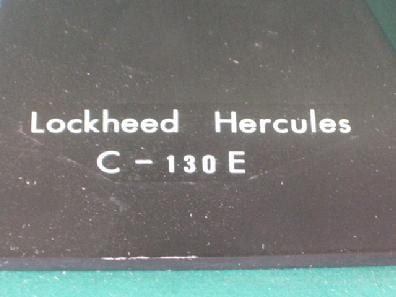 Lockheed Hercules
C - 130 E